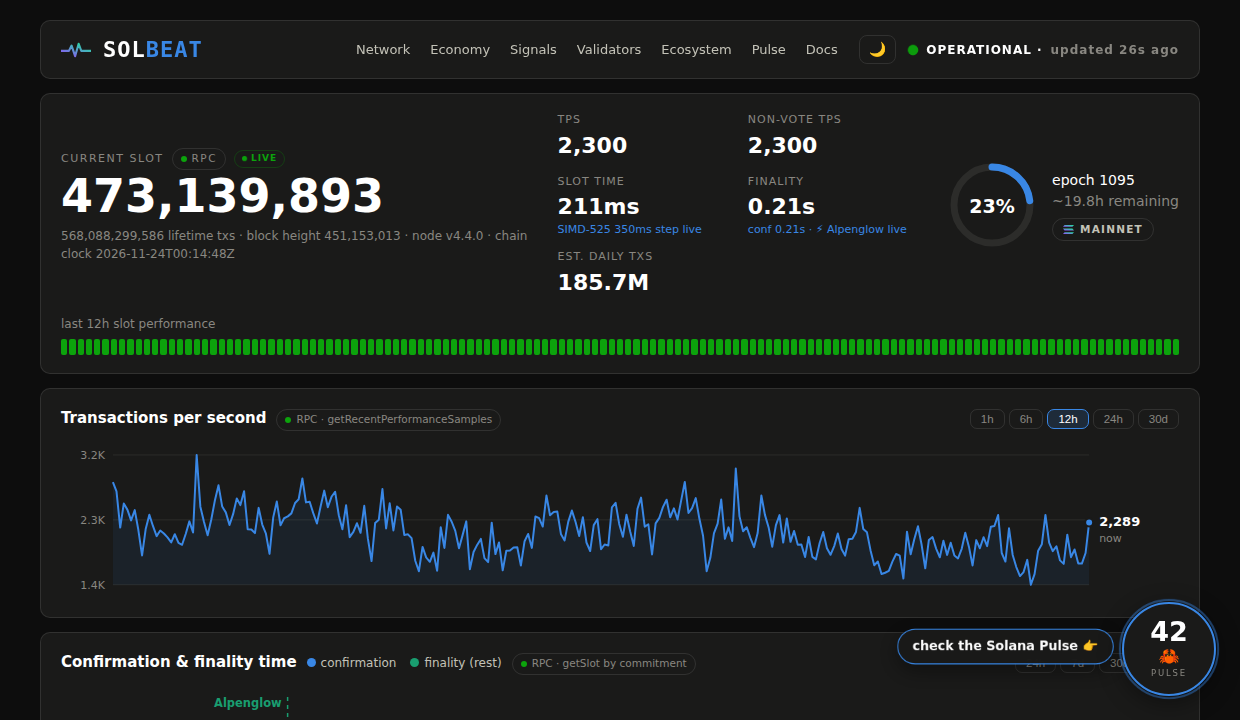 SOLBEAT
Network Economy Signals Validators Ecosystem Pulse Docs
OPERATIONAL · updated 26s ago
CURRENT SLOT RPC LIVE
473,139,893
568,088,299,586 lifetime txs · block height 451,153,013 · node v4.4.0 · chain
clock 2026-11-24T00:14:48Z
TPS
2,300
NON-VOTE TPS
2,300
SLOT TIME
211ms
SIMD-525 350ms step live
FINALITY
0.21s
conf 0.21s · ⚡ Alpenglow live
EST. DAILY TXS
185.7M
23%
epoch 1095
~19.8h remaining
MAINNET
last 12h slot performance
Transactions per second RPC · getRecentPerformanceSamples
1h 6h 12h 24h 30d
3.2K
2.3K
1.4K
2,289
now
Confirmation & finality time confirmation finality (rest) RPC · getSlot by commitment
Alpenglow
check the Solana Pulse 👉
42
PULSE